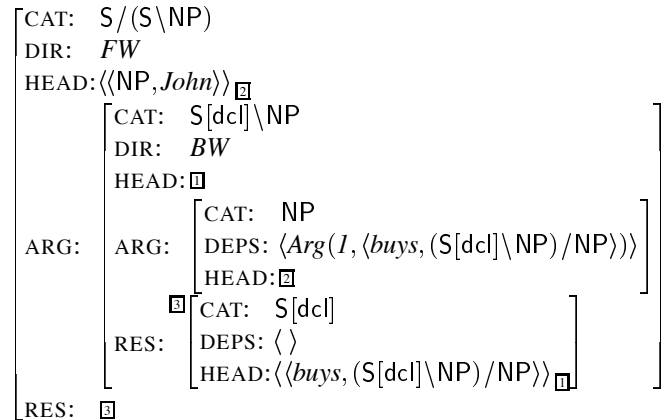 CAT: S/(S\NP)
DIR: FW
HEAD:⟨⟨NP,John⟩⟩ 2
CAT: S[dcl]\NP
DIR: BW
HEAD: 1
CAT: NP
ARG: ARG: DEPS: ⟨Arg(1,⟨buys,(S[dcl]\NP)/NP⟩)⟩
HEAD: 2
3 CAT: S[dcl]
RES: DEPS: ⟨ ⟩
HEAD:⟨⟨buys,(S[dcl]\NP)/NP⟩⟩ 1
RES: 3